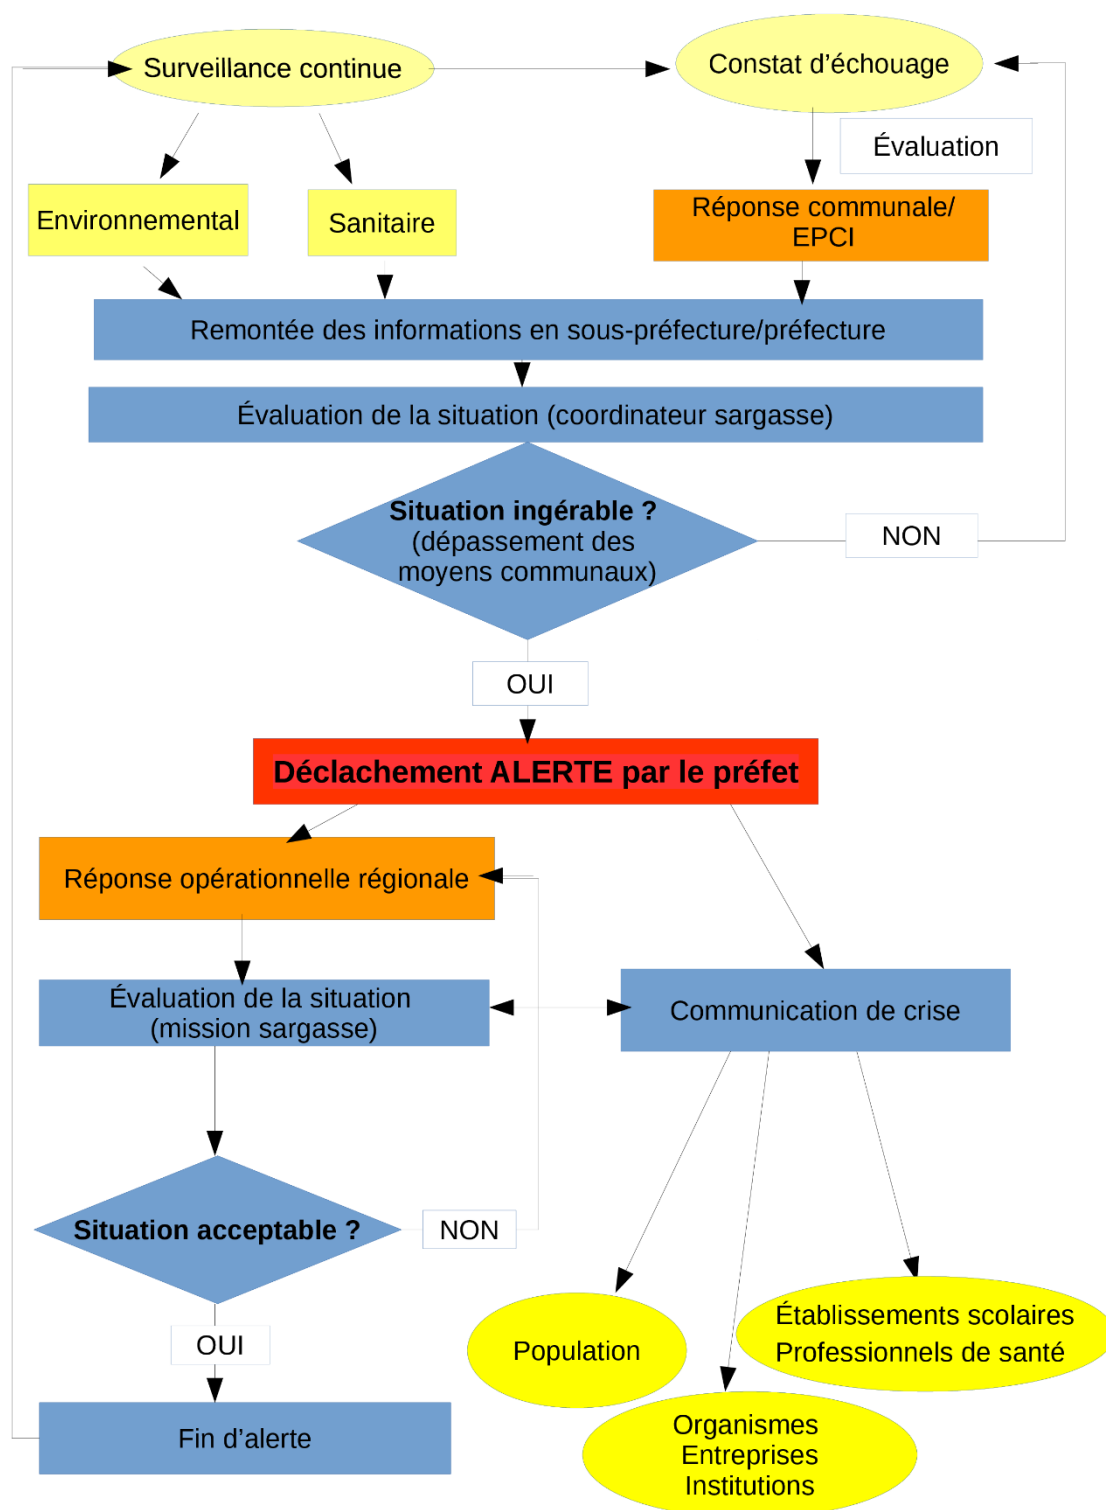 Surveillance continue
Constat d'échouage
Évaluation
Environnemental
Sanitaire
Réponse communale/
EPCI
Remontée des informations en sous-préfecture/préfecture
Évaluation de la situation (coordinateur sargasse)
Situation ingérable ?
(dépassement des
moyens communaux)
NON
OUI
Déclachement ALERTE par le préfet
Réponse opérationnelle régionale
Évaluation de la situation
(mission sargasse)
Communication de crise
Situation acceptable ?
NON
OUI
Fin d'alerte
Population
Établissements scolaires
Professionnels de santé
Organismes
Entreprises
Institutions